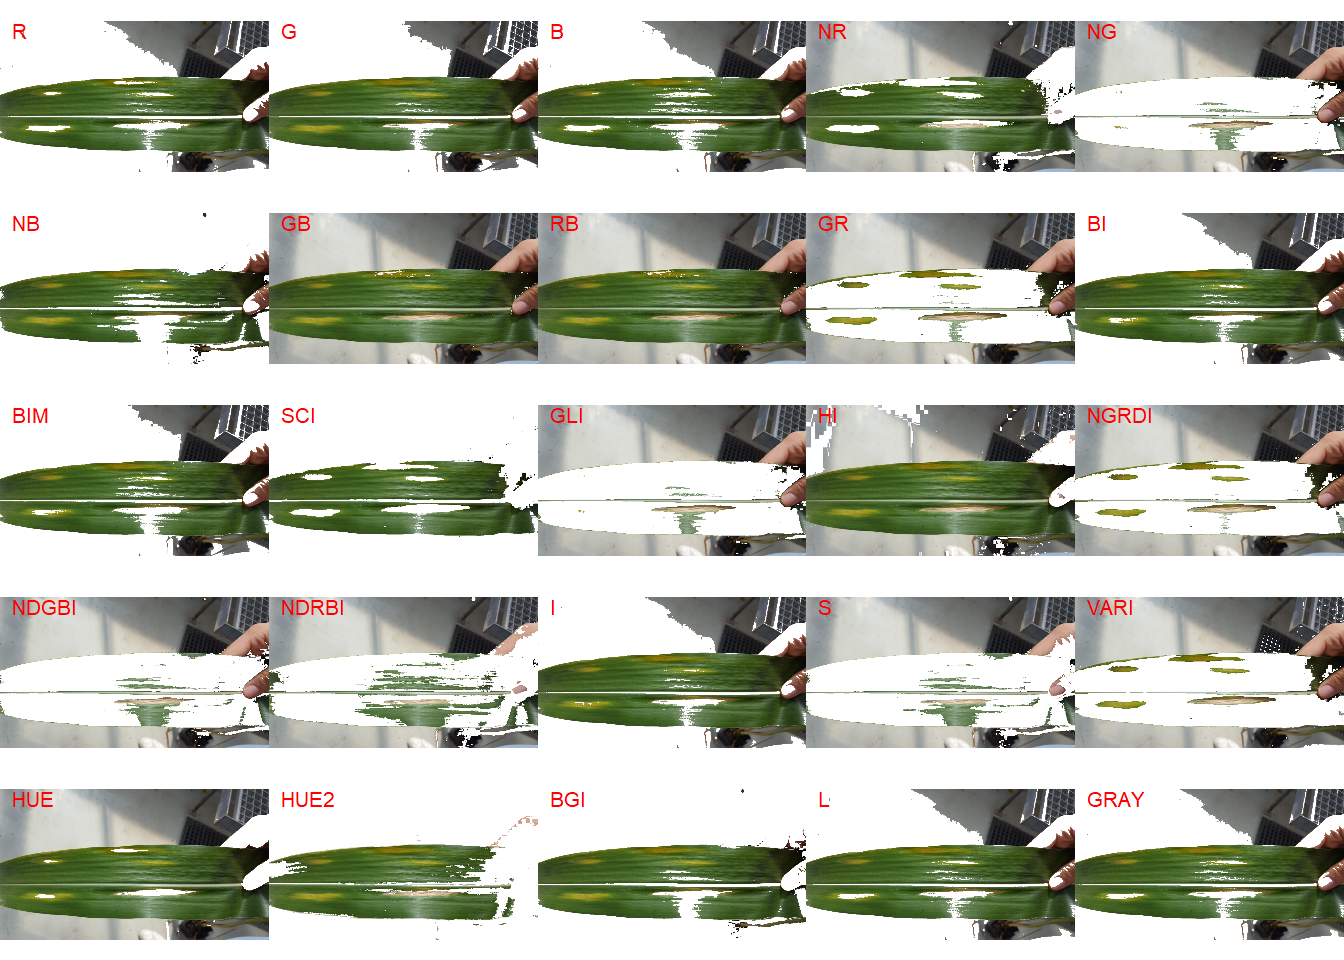 R G B NR NG
NB GB RB GR BI
BIM SCI GLI HI NGRDI
NDGBI NDRBI I S VARI
HUE HUE2 BGI L GRAY